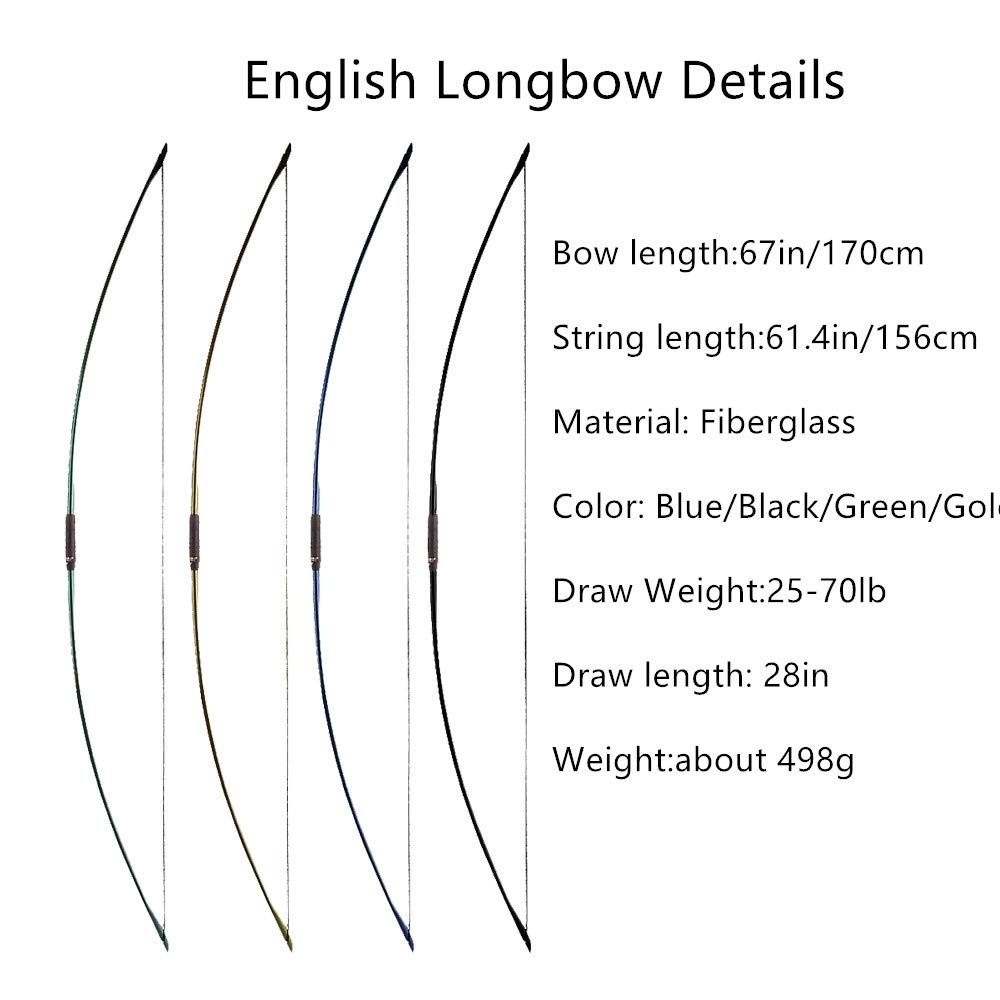 English Longbow Details
Bow length:67in/170cm
String length:61.4in/156cm
Material: Fiberglass
Color: Blue/Black/Green/Gol
Draw Weight:25-70lb
Draw length: 28in
Weight:about 498g